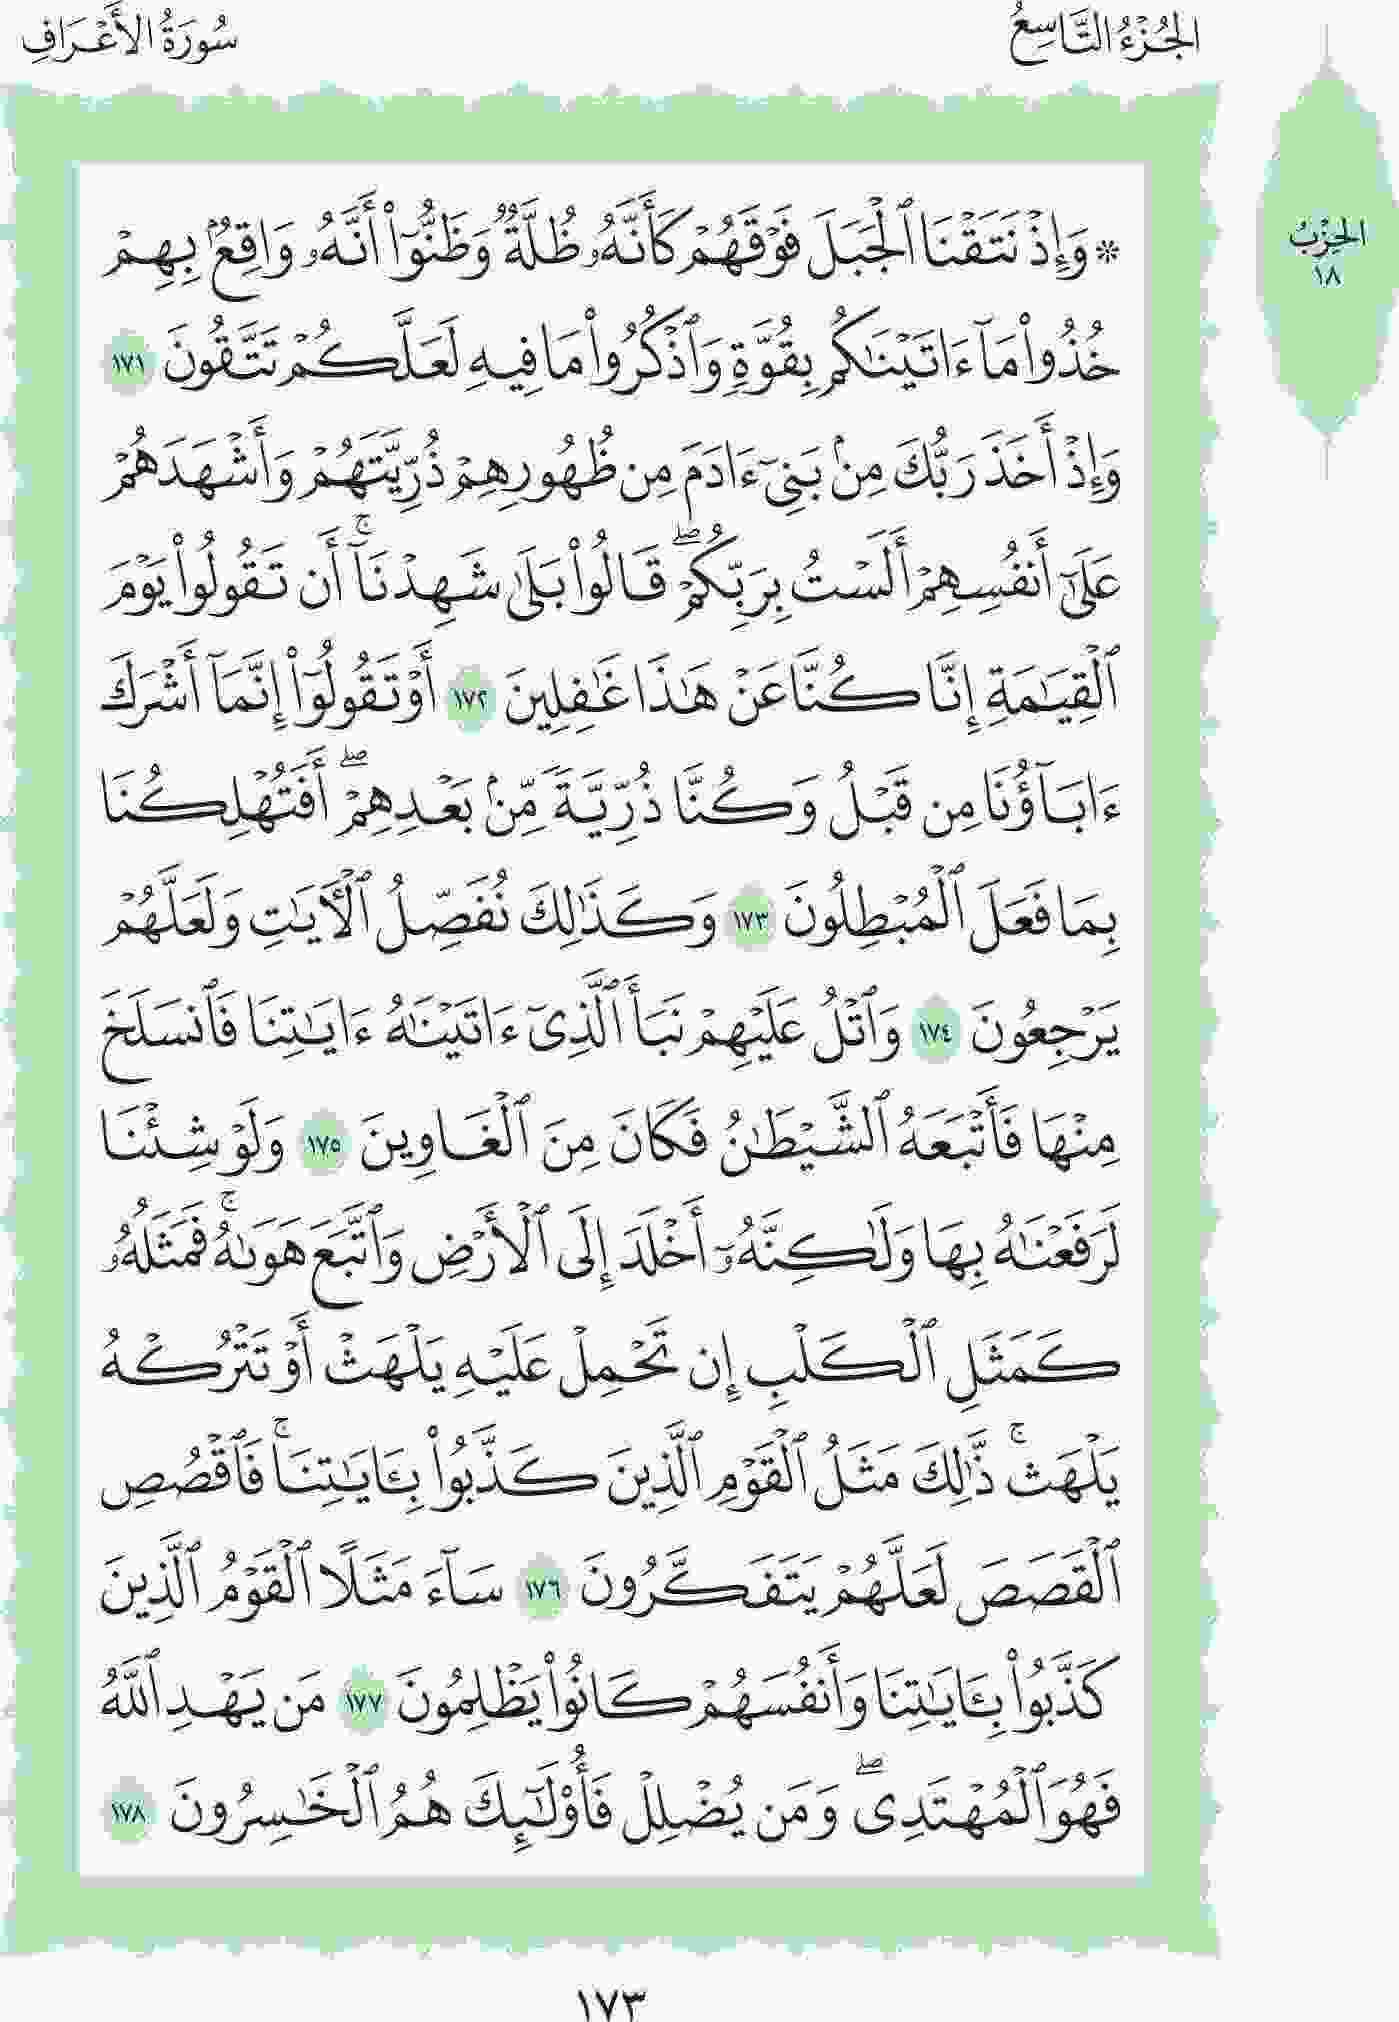 الجُزْءُ التَّاسِعُ
سُورَةُ الأَعْرَافِ
الحِزْبُ
١٨
* وَإِذْ نَتَقْنَا ٱلْجَبَلَ فَوْقَهُمْ كَأَنَّهُۥ ظُلَّةٌ وَظَنُّوٓا۟ أَنَّهُۥ وَاقِعٌۢ بِهِمْ
خُذُوا۟ مَآ ءَاتَيْنَٰكُم بِقُوَّةٍ وَٱذْكُرُوا۟ مَا فِيهِ لَعَلَّكُمْ تَتَّقُونَ ١٧١
وَإِذْ أَخَذَ رَبُّكَ مِنۢ بَنِىٓ ءَادَمَ مِن ظُهُورِهِمْ ذُرِّيَّتَهُمْ وَأَشْهَدَهُمْ
عَلَىٰٓ أَنفُسِهِمْ أَلَسْتُ بِرَبِّكُمْ ۖ قَالُوا۟ بَلَىٰ شَهِدْنَآ ۚ أَن تَقُولُوا۟ يَوْمَ
ٱلْقِيَٰمَةِ إِنَّا كُنَّا عَنْ هَٰذَا غَٰفِلِينَ ١٧٢ أَوْ تَقُولُوٓا۟ إِنَّمَآ أَشْرَكَ
ءَابَآؤُنَا مِن قَبْلُ وَكُنَّا ذُرِّيَّةً مِّنۢ بَعْدِهِمْ ۖ أَفَتُهْلِكُنَا
بِمَا فَعَلَ ٱلْمُبْطِلُونَ ١٧٣ وَكَذَٰلِكَ نُفَصِّلُ ٱلْءَايَٰتِ وَلَعَلَّهُمْ
يَرْجِعُونَ ١٧٤ وَٱتْلُ عَلَيْهِمْ نَبَأَ ٱلَّذِىٓ ءَاتَيْنَٰهُ ءَايَٰتِنَا فَٱنسَلَخَ
مِنْهَا فَأَتْبَعَهُ ٱلشَّيْطَٰنُ فَكَانَ مِنَ ٱلْغَاوِينَ ١٧٥ وَلَوْ شِئْنَا
لَرَفَعْنَٰهُ بِهَا وَلَٰكِنَّهُۥٓ أَخْلَدَ إِلَى ٱلْأَرْضِ وَٱتَّبَعَ هَوَىٰهُ ۚ فَمَثَلُهُۥ
كَمَثَلِ ٱلْكَلْبِ إِن تَحْمِلْ عَلَيْهِ يَلْهَثْ أَوْ تَتْرُكْهُ
يَلْهَث ۚ ذَّٰلِكَ مَثَلُ ٱلْقَوْمِ ٱلَّذِينَ كَذَّبُوا۟ بِـَٔايَٰتِنَا ۚ فَٱقْصُصِ
ٱلْقَصَصَ لَعَلَّهُمْ يَتَفَكَّرُونَ ١٧٦ سَآءَ مَثَلًا ٱلْقَوْمُ ٱلَّذِينَ
كَذَّبُوا۟ بِـَٔايَٰتِنَا وَأَنفُسَهُمْ كَانُوا۟ يَظْلِمُونَ ١٧٧ مَن يَهْدِ ٱللَّهُ
فَهُوَ ٱلْمُهْتَدِى ۖ وَمَن يُضْلِلْ فَأُو۟لَٰٓئِكَ هُمُ ٱلْخَٰسِرُونَ ١٧٨
١٧٣